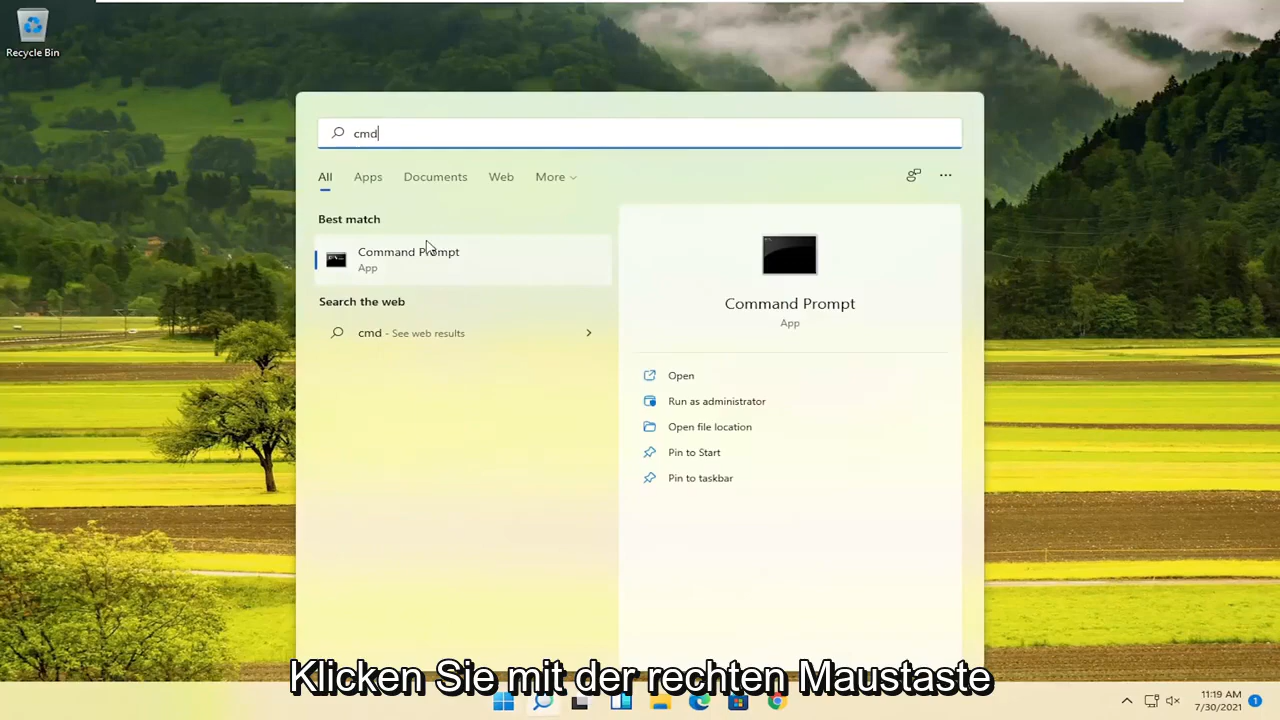 Recycle Bin
cmd
All Apps Documents Web More
Best match
Command Prompt
App
Search the web
cmd - See web results
Command Prompt
App
Open
Run as administrator
Open file location
Pin to Start
Pin to taskbar
Klicken Sie mit der rechten Maustaste
11:19 AM
7/30/2021
1